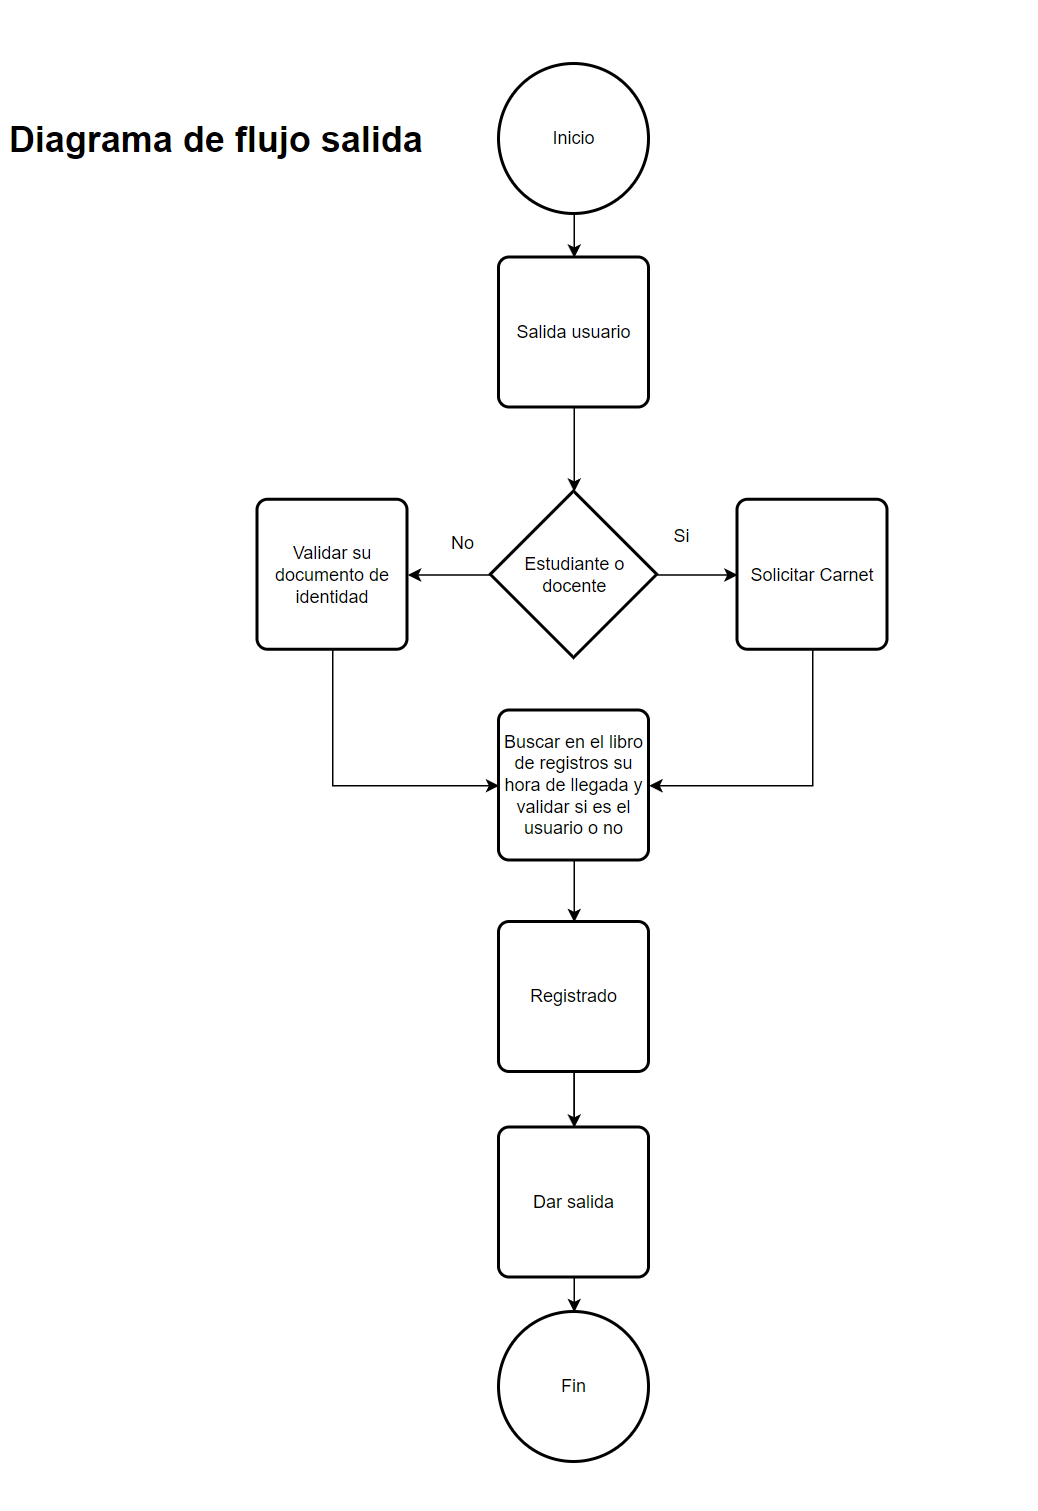 Diagrama de flujo salida
Inicio
Salida usuario
Estudiante o
docente
No
Si
Validar su
documento de
identidad
Solicitar Carnet
Buscar en el libro
de registros su
hora de llegada y
validar si es el
usuario o no
Registrado
Dar salida
Fin